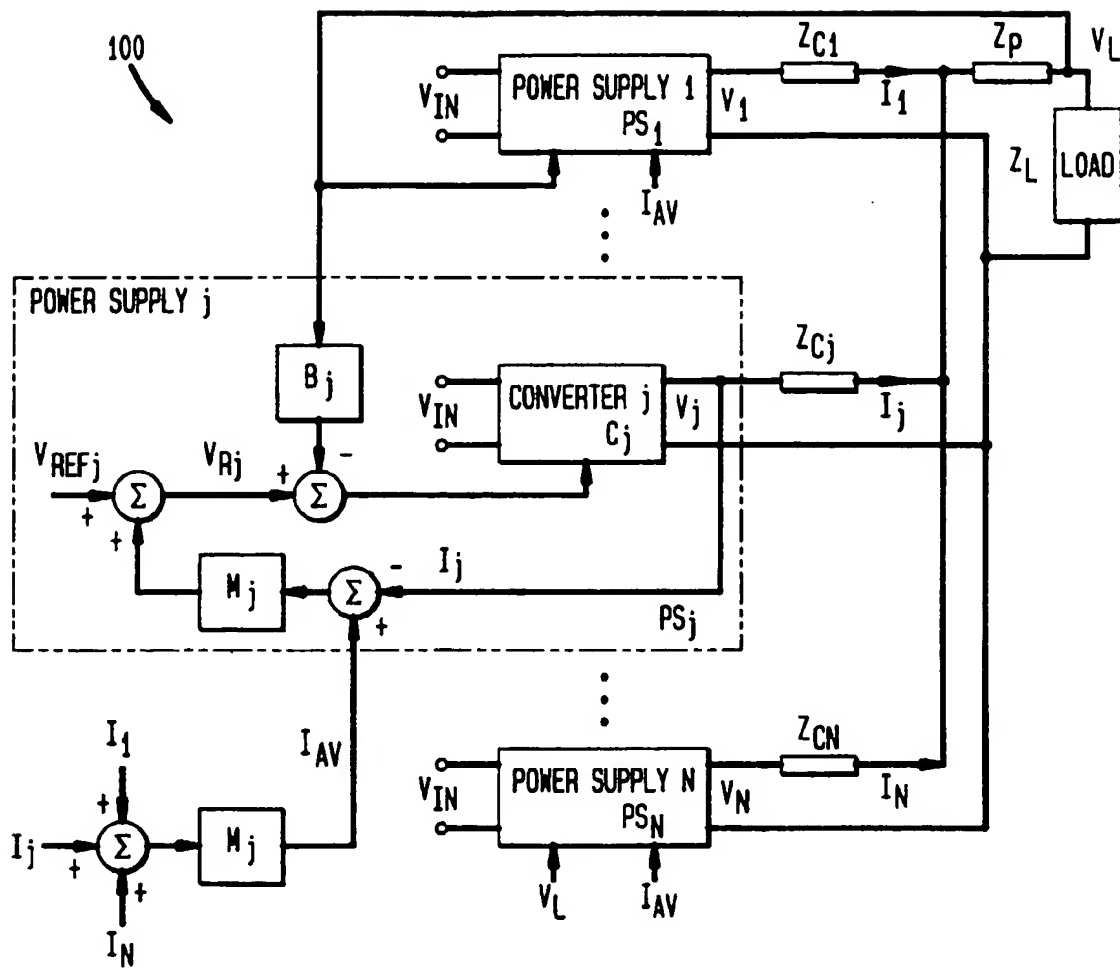 100
Z_C1
Z_P
V_L
V_IN
POWER SUPPLY 1
PS_1
V_1
I_1
I_AV
Z_L
LOAD
POWER SUPPLY j
B_j
V_IN
CONVERTER j
C_j
V_j
Z_Cj
I_j
V_REFj
+
+
Σ
V_Rj
+
-
Σ
M_j
Σ
-
+
I_j
PS_j
I_AV
I_1
+
I_j
+
Σ
+
I_N
M_j
V_IN
POWER SUPPLY N
PS_N
V_N
Z_CN
I_N
V_L
I_AV